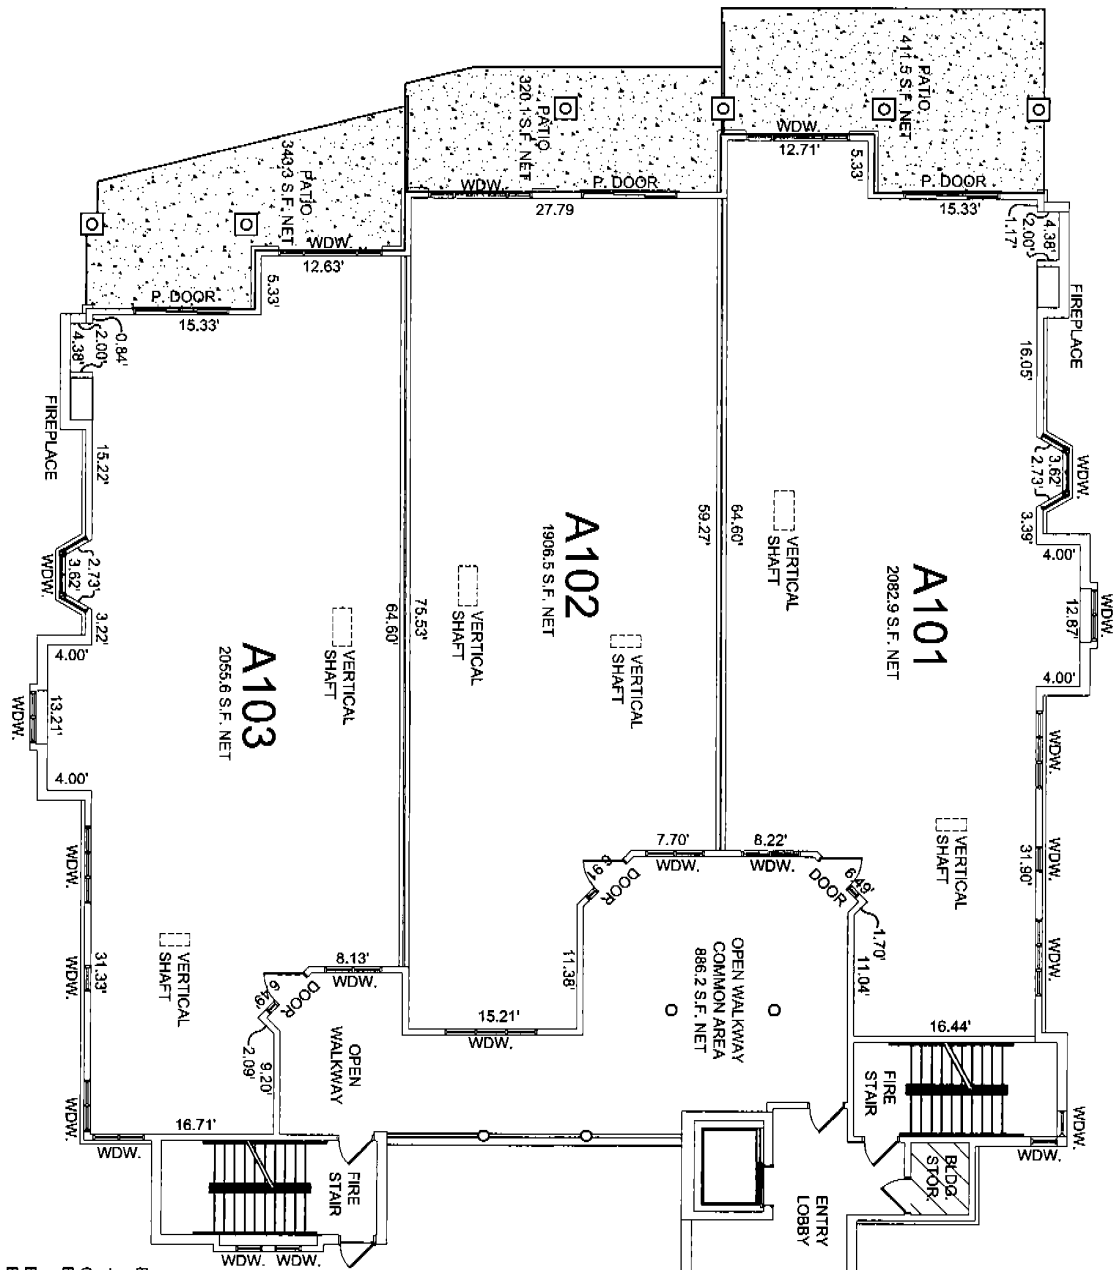 PATIO
411.5 S.F. NET
PATIO
320.1 S.F. NET
PATIO
343.3 S.F. NET
WDW.
12.71'
5.33'
P. DOOR
15.33'
1.17'
2.00'
4.38'
FIREPLACE
16.05'
WDW.
3.62'
2.73'
3.39'
4.00'
WDW.
12.87'
4.00'
WDW.
31.90'
WDW.
WDW.
P. DOOR
27.79
WDW.
12.63'
5.33'
P. DOOR
15.33'
0.84'
2.00'
4.38'
FIREPLACE
15.22'
2.73'
3.62'
WDW.
3.22'
4.00'
13.21'
WDW.
4.00'
WDW.
31.33'
WDW.
WDW.
A101
2082.9 S.F. NET
A102
1906.5 S.F. NET
A103
2055.6 S.F. NET
64.60'
59.27'
75.53'
64.60'
VERTICAL
SHAFT
VERTICAL
SHAFT
VERTICAL
SHAFT
VERTICAL
SHAFT
VERTICAL
SHAFT
VERTICAL
SHAFT
7.70'
WDW.
8.22'
WDW.
6.91
DOOR
DOOR
6.49'
1.70'
11.04'
11.38'
OPEN WALKWAY
COMMON AREA
886.2 S.F. NET
8.13'
WDW.
DOOR
6.49'
2.09'
9.20'
OPEN
WALKWAY
15.21'
WDW.
16.44'
FIRE
STAIR
WDW.
WDW.
BLDG.
STOR.
ENTRY
LOBBY
16.71'
WDW.
FIRE
STAIR
WDW.
WDW.